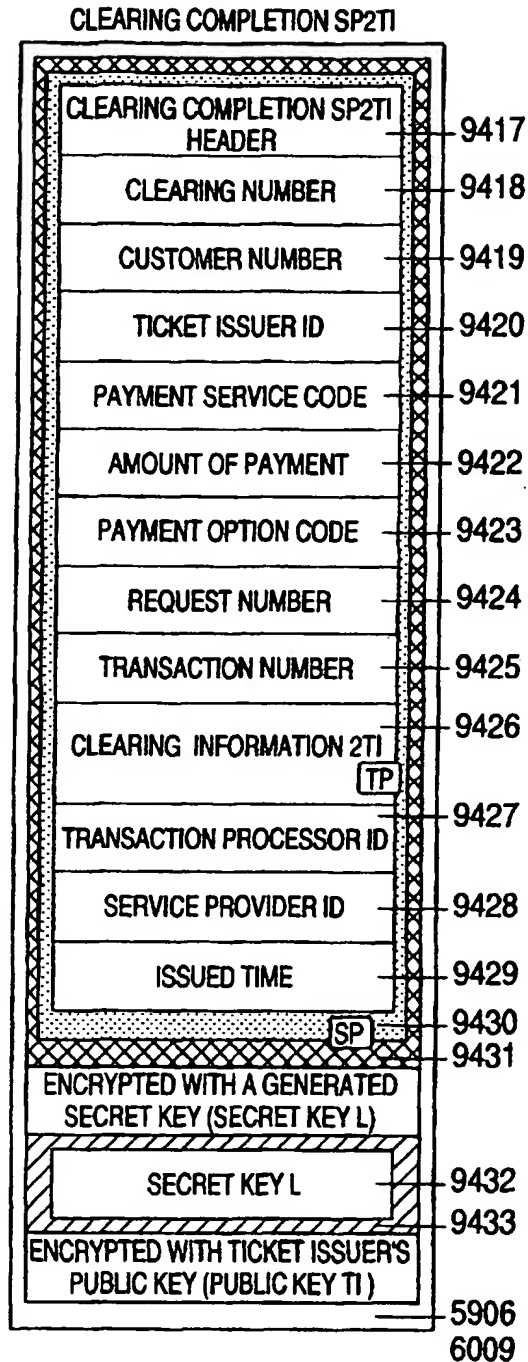 CLEARING COMPLETION SP2TI
CLEARING COMPLETION SP2TI
HEADER
9417
CLEARING NUMBER
9418
CUSTOMER NUMBER
9419
TICKET ISSUER ID
9420
PAYMENT SERVICE CODE
9421
AMOUNT OF PAYMENT
9422
PAYMENT OPTION CODE
9423
REQUEST NUMBER
9424
TRANSACTION NUMBER
9425
9426
CLEARING INFORMATION 2TI
TP
9427
TRANSACTION PROCESSOR ID
SERVICE PROVIDER ID
9428
ISSUED TIME
9429
SP
9430
9431
ENCRYPTED WITH A GENERATED
SECRET KEY (SECRET KEY L)
SECRET KEY L
9432
9433
ENCRYPTED WITH TICKET ISSUER'S
PUBLIC KEY (PUBLIC KEY TI )
5906
6009